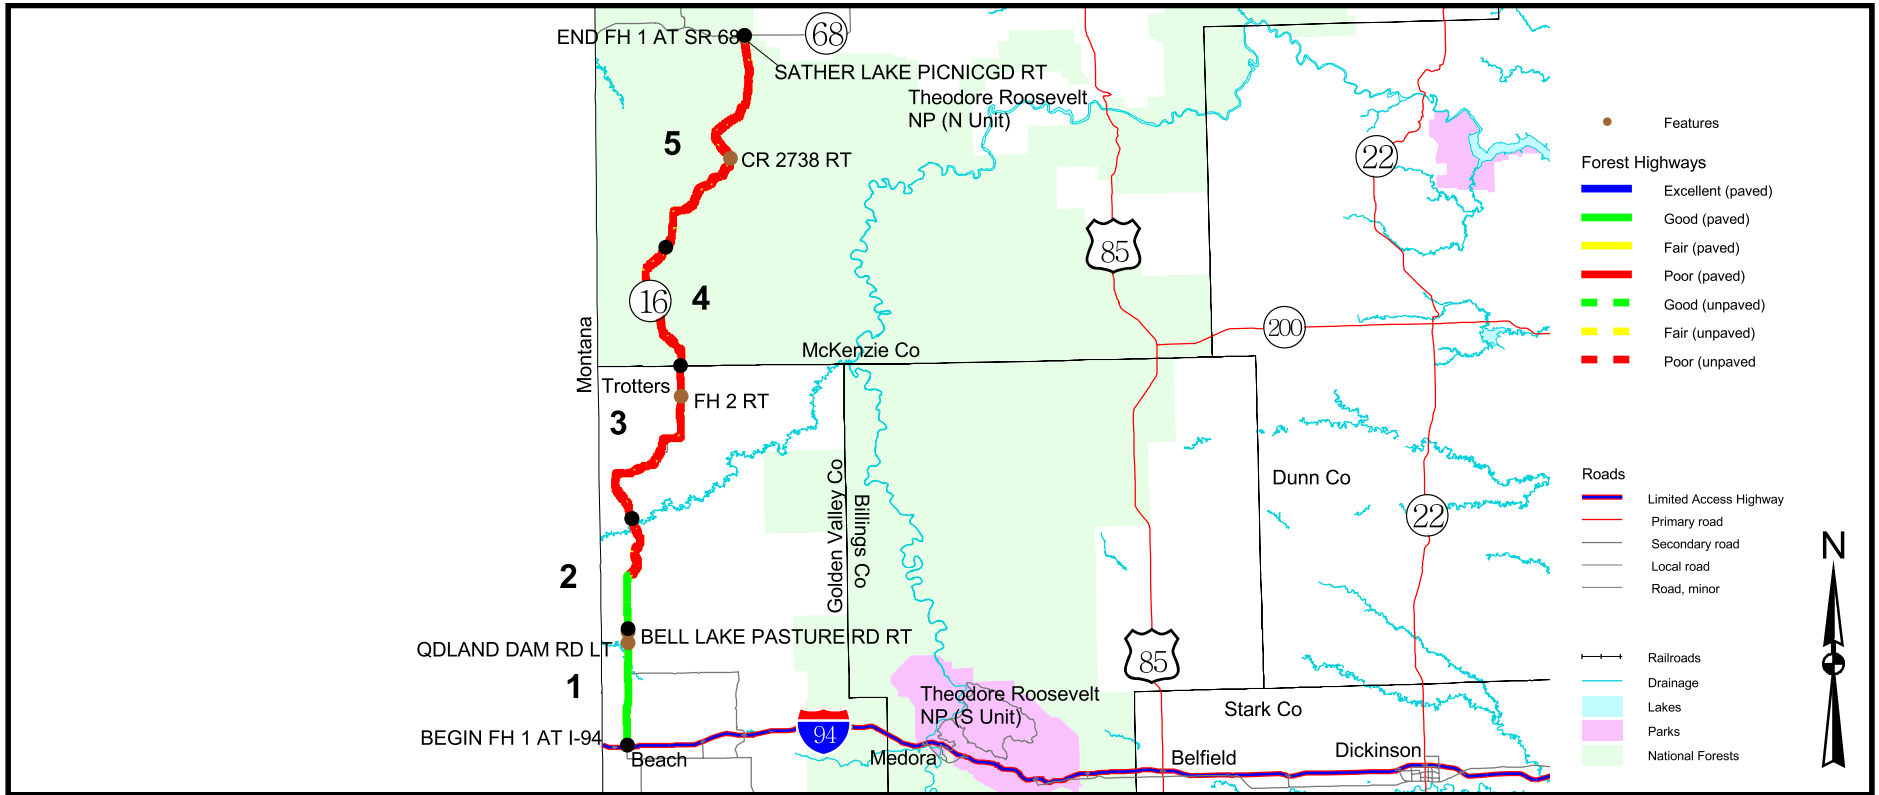 END FH 1 AT SR 68
68
SATHER LAKE PICNICGD RT
Theodore Roosevelt
NP (N Unit)
5
CR 2738 RT
22
85
16
4
200
Montana
McKenzie Co
Trotters
FH 2 RT
3
Golden Valley Co
Billings Co
Dunn Co
22
2
BELL LAKE PASTURE RD RT
QDLAND DAM RD LT
1
85
Theodore Roosevelt
NP (S Unit)
Stark Co
BEGIN FH 1 AT I-94
94
Beach
Medora
Belfield
Dickinson
Features
Forest Highways
Excellent (paved)
Good (paved)
Fair (paved)
Poor (paved)
Good (unpaved)
Fair (unpaved)
Poor (unpaved
Roads
Limited Access Highway
Primary road
Secondary road
Local road
Road, minor
Railroads
Drainage
Lakes
Parks
National Forests
N